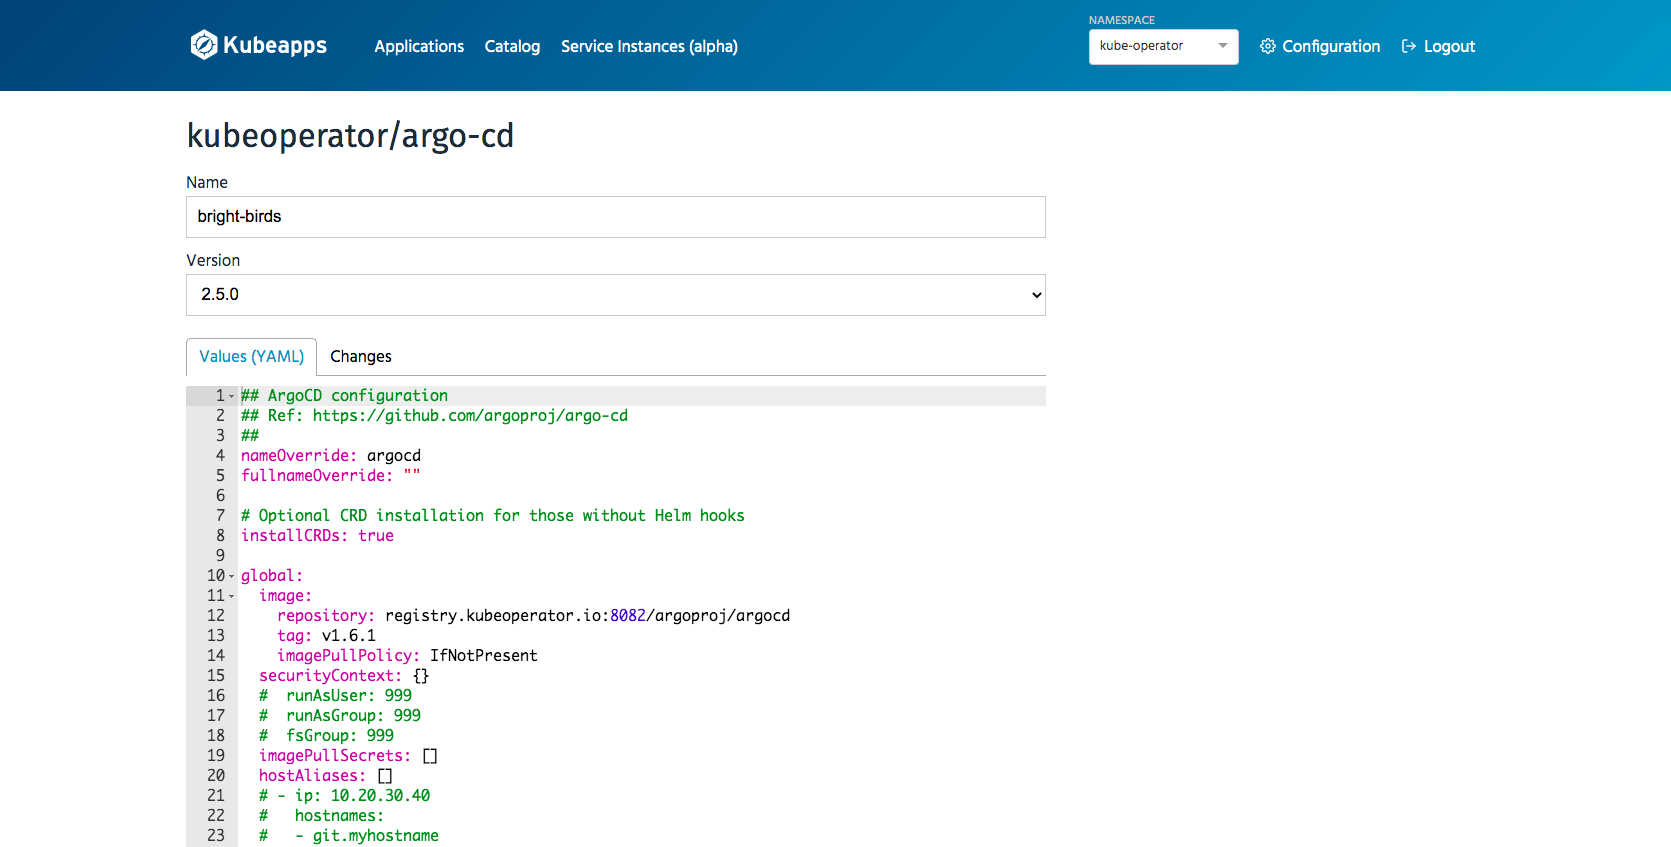 Kubeapps Applications Catalog Service Instances (alpha) NAMESPACE kube-operator Configuration Logout
kubeoperator/argo-cd
Name
bright-birds
Version
2.5.0
Values (YAML) Changes
1 ## ArgoCD configuration
2 ## Ref: https://github.com/argoproj/argo-cd
3 ##
4 nameOverride: argocd
5 fullnameOverride: ""
6
7 # Optional CRD installation for those without Helm hooks
8 installCRDs: true
9
10 global:
11   image:
12     repository: registry.kubeoperator.io:8082/argoproj/argocd
13     tag: v1.6.1
14     imagePullPolicy: IfNotPresent
15   securityContext: {}
16   #  runAsUser: 999
17   #  runAsGroup: 999
18   #  fsGroup: 999
19   imagePullSecrets: []
20   hostAliases: []
21   # - ip: 10.20.30.40
22   #   hostnames:
23   #   - git.myhostname